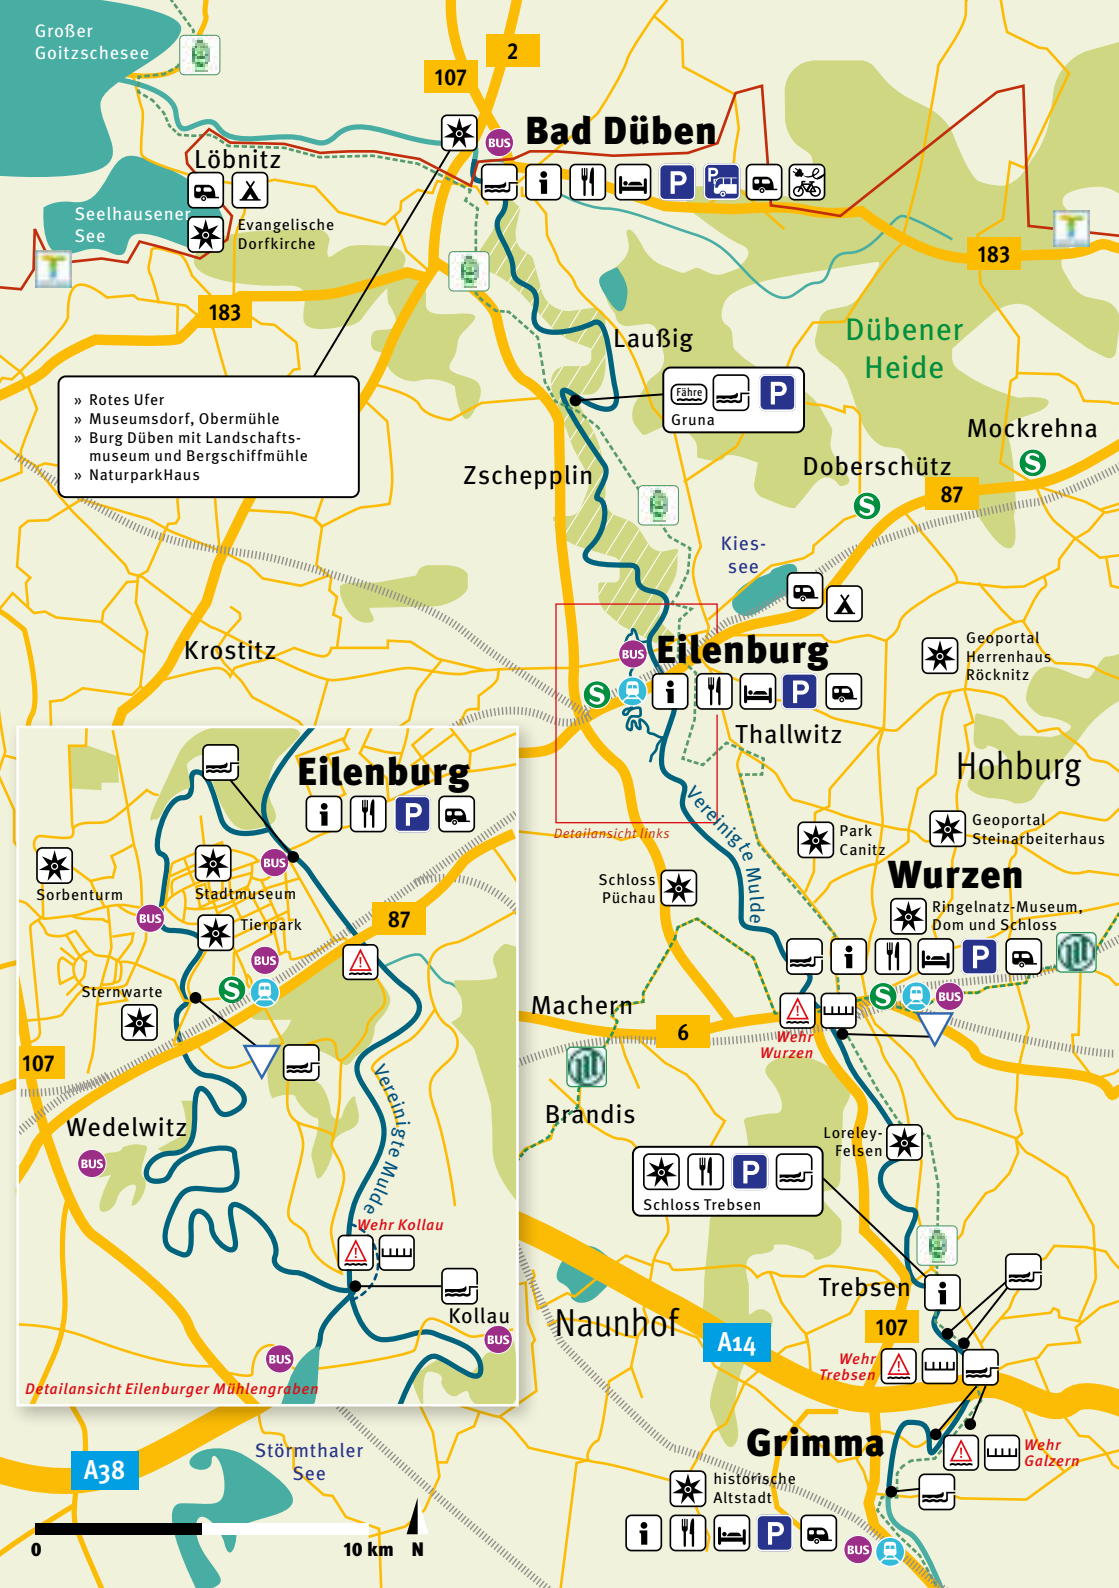 Großer
Goitzschesee
2
107
BUS
Bad Düben
Löbnitz
i
P
P
Seelhausener
See
Evangelische
Dorfkirche
T
T
183
183
Laußig
Dübener
Heide
» Rotes Ufer
» Museumsdorf, Obermühle
» Burg Düben mit Landschafts-
museum und Bergschiffmühle
» NaturparkHaus
Fähre
P
Gruna
Mockrehna
S
Zschepplin
Doberschütz
87
S
Kies-
see
Krostitz
BUS
Eilenburg
S
i
P
Geoportal
Herrenhaus
Röcknitz
Thallwitz
Hohburg
Vereinigte Mulde
Detailansicht links
Park
Canitz
Geoportal
Steinarbeiterhaus
Schloss
Püchau
Wurzen
Ringelnatz-Museum,
Dom und Schloss
i
P
S
BUS
Machern
6
Wehr
Wurzen
Brandis
Loreley-
Felsen
P
Schloss Trebsen
Trebsen
i
107
Naunhof
A14
Wehr
Trebsen
Grimma
Wehr
Galzern
historische
Altstadt
i
P
BUS
Eilenburg
i
P
Sorbenturm
Stadtmuseum
BUS
BUS
Tierpark
87
BUS
Sternwarte
S
107
Wedelwitz
BUS
Vereinigte Mulde
Wehr Kollau
Kollau
BUS
BUS
Detailansicht Eilenburger Mühlengraben
A38
Störmthaler
See
0
10 km
N